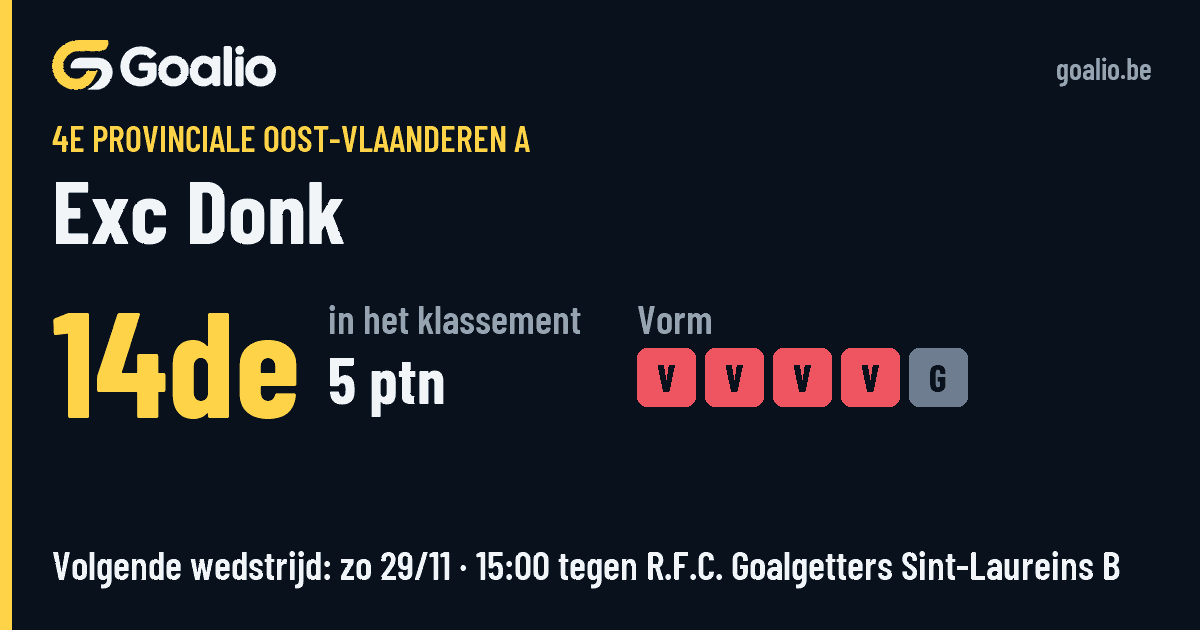 Goalio
goalio.be
4E PROVINCIALE OOST-VLAANDEREN A
Exc Donk
14de
in het klassement
5 ptn
Vorm
V V V V G
Volgende wedstrijd: zo 29/11 · 15:00 tegen R.F.C. Goalgetters Sint-Laureins B